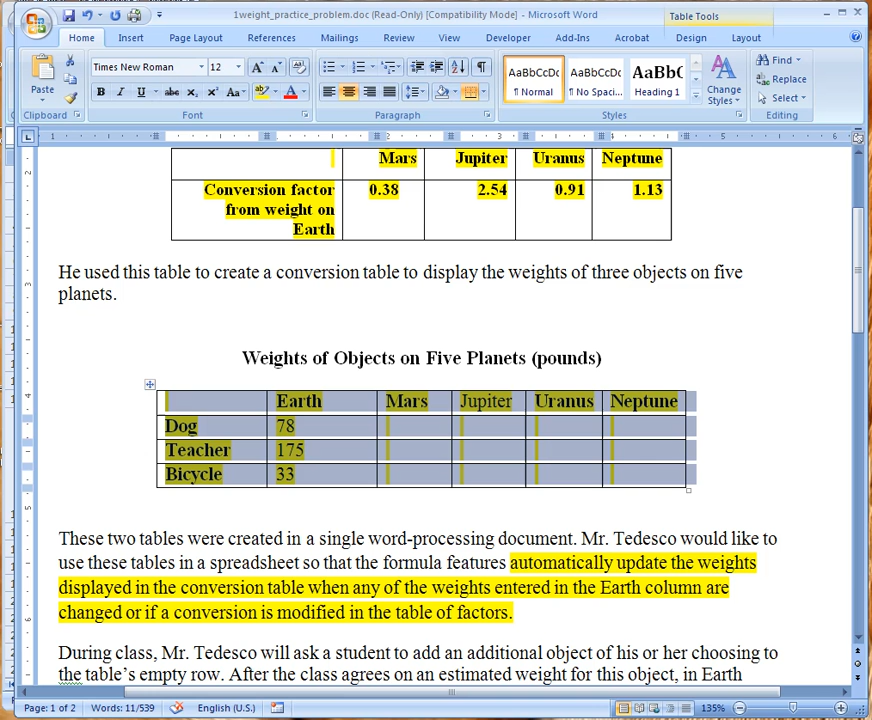 1weight_practice_problem.doc (Read-Only) [Compatibility Mode] - Microsoft Word
Table Tools
Home Insert Page Layout References Mailings Review View Developer Add-Ins Acrobat Design Layout
Paste
Times New Roman 12
B I U abc x₂ x² Aa
A A
AaBbCcDc AaBbCcDc AaBbC
¶ Normal ¶ No Spaci... Heading 1
Change Styles
Find
Replace
Select
Clipboard Font Paragraph Styles Editing
Mars Jupiter Uranus Neptune
Conversion factor 0.38 2.54 0.91 1.13
from weight on
Earth
He used this table to create a conversion table to display the weights of three objects on five
planets.
Weights of Objects on Five Planets (pounds)
Earth Mars Jupiter Uranus Neptune
Dog 78
Teacher 175
Bicycle 33
These two tables were created in a single word-processing document. Mr. Tedesco would like to
use these tables in a spreadsheet so that the formula features automatically update the weights
displayed in the conversion table when any of the weights entered in the Earth column are
changed or if a conversion is modified in the table of factors.
During class, Mr. Tedesco will ask a student to add an additional object of his or her choosing to
the table's empty row. After the class agrees on an estimated weight for this object, in Earth
Page: 1 of 2 Words: 11/539 English (U.S.) 135%